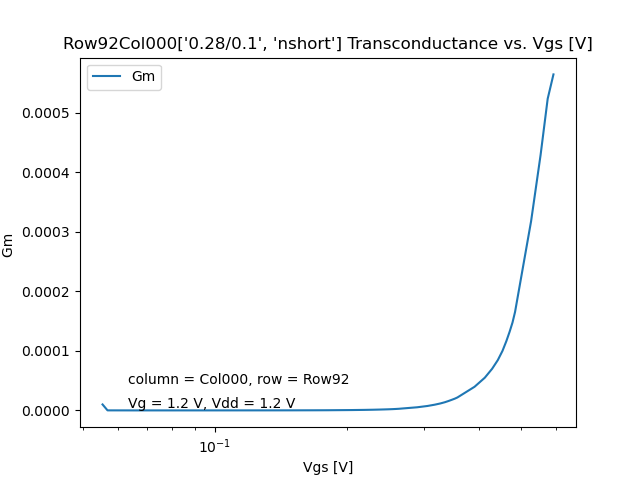 Row92Col000['0.28/0.1', 'nshort'] Transconductance vs. Vgs [V]
Gm
0.0005
0.0004
0.0003
0.0002
0.0001
0.0000
Gm
column = Col000, row = Row92
Vg = 1.2 V, Vdd = 1.2 V
10⁻¹
Vgs [V]